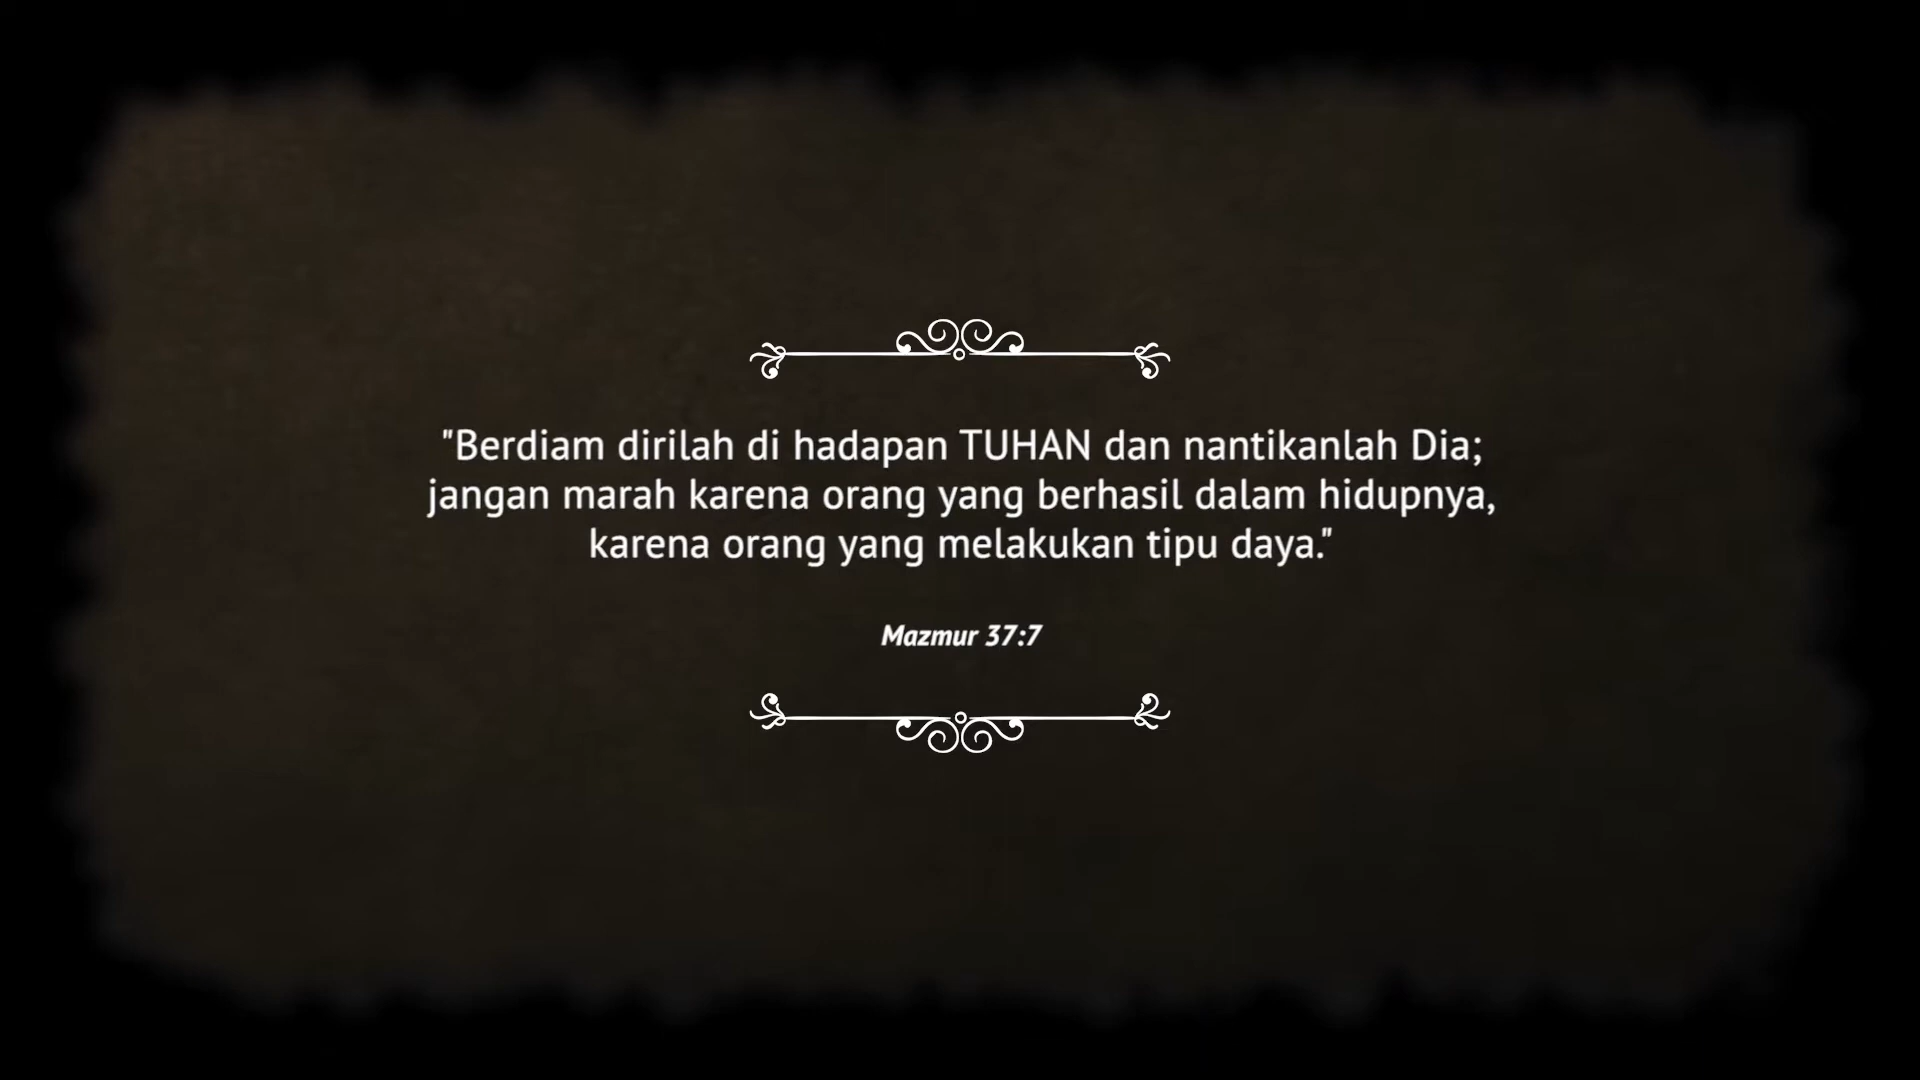 "Berdiam dirilah di hadapan TUHAN dan nantikanlah Dia;
jangan marah karena orang yang berhasil dalam hidupnya,
karena orang yang melakukan tipu daya."
Mazmur 37:7